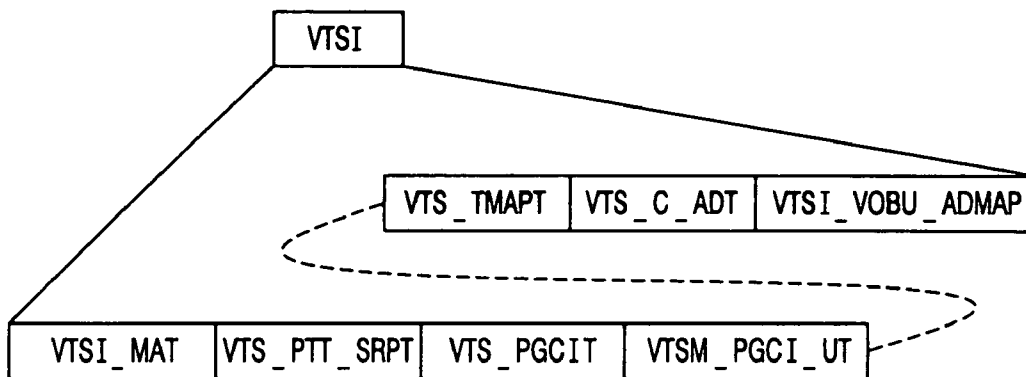 VTSI
VTS_TMAPT VTS_C_ADT VTSI_VOBU_ADMAP
VTSI_MAT VTS_PTT_SRPT VTS_PGCIT VTSM_PGCI_UT